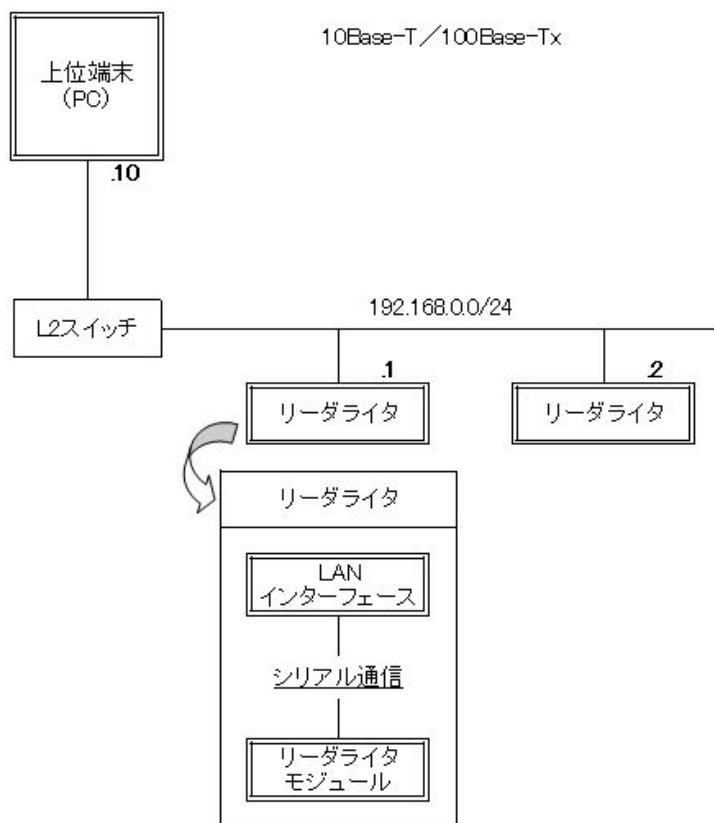 10Base-T／100Base-Tx
上位端末
(PC)
.10
192.168.0.0/24
L2スイッチ
.1
.2
リーダライタ
リーダライタ
リーダライタ
LAN
インターフェース
シリアル通信
リーダライタ
モジュール